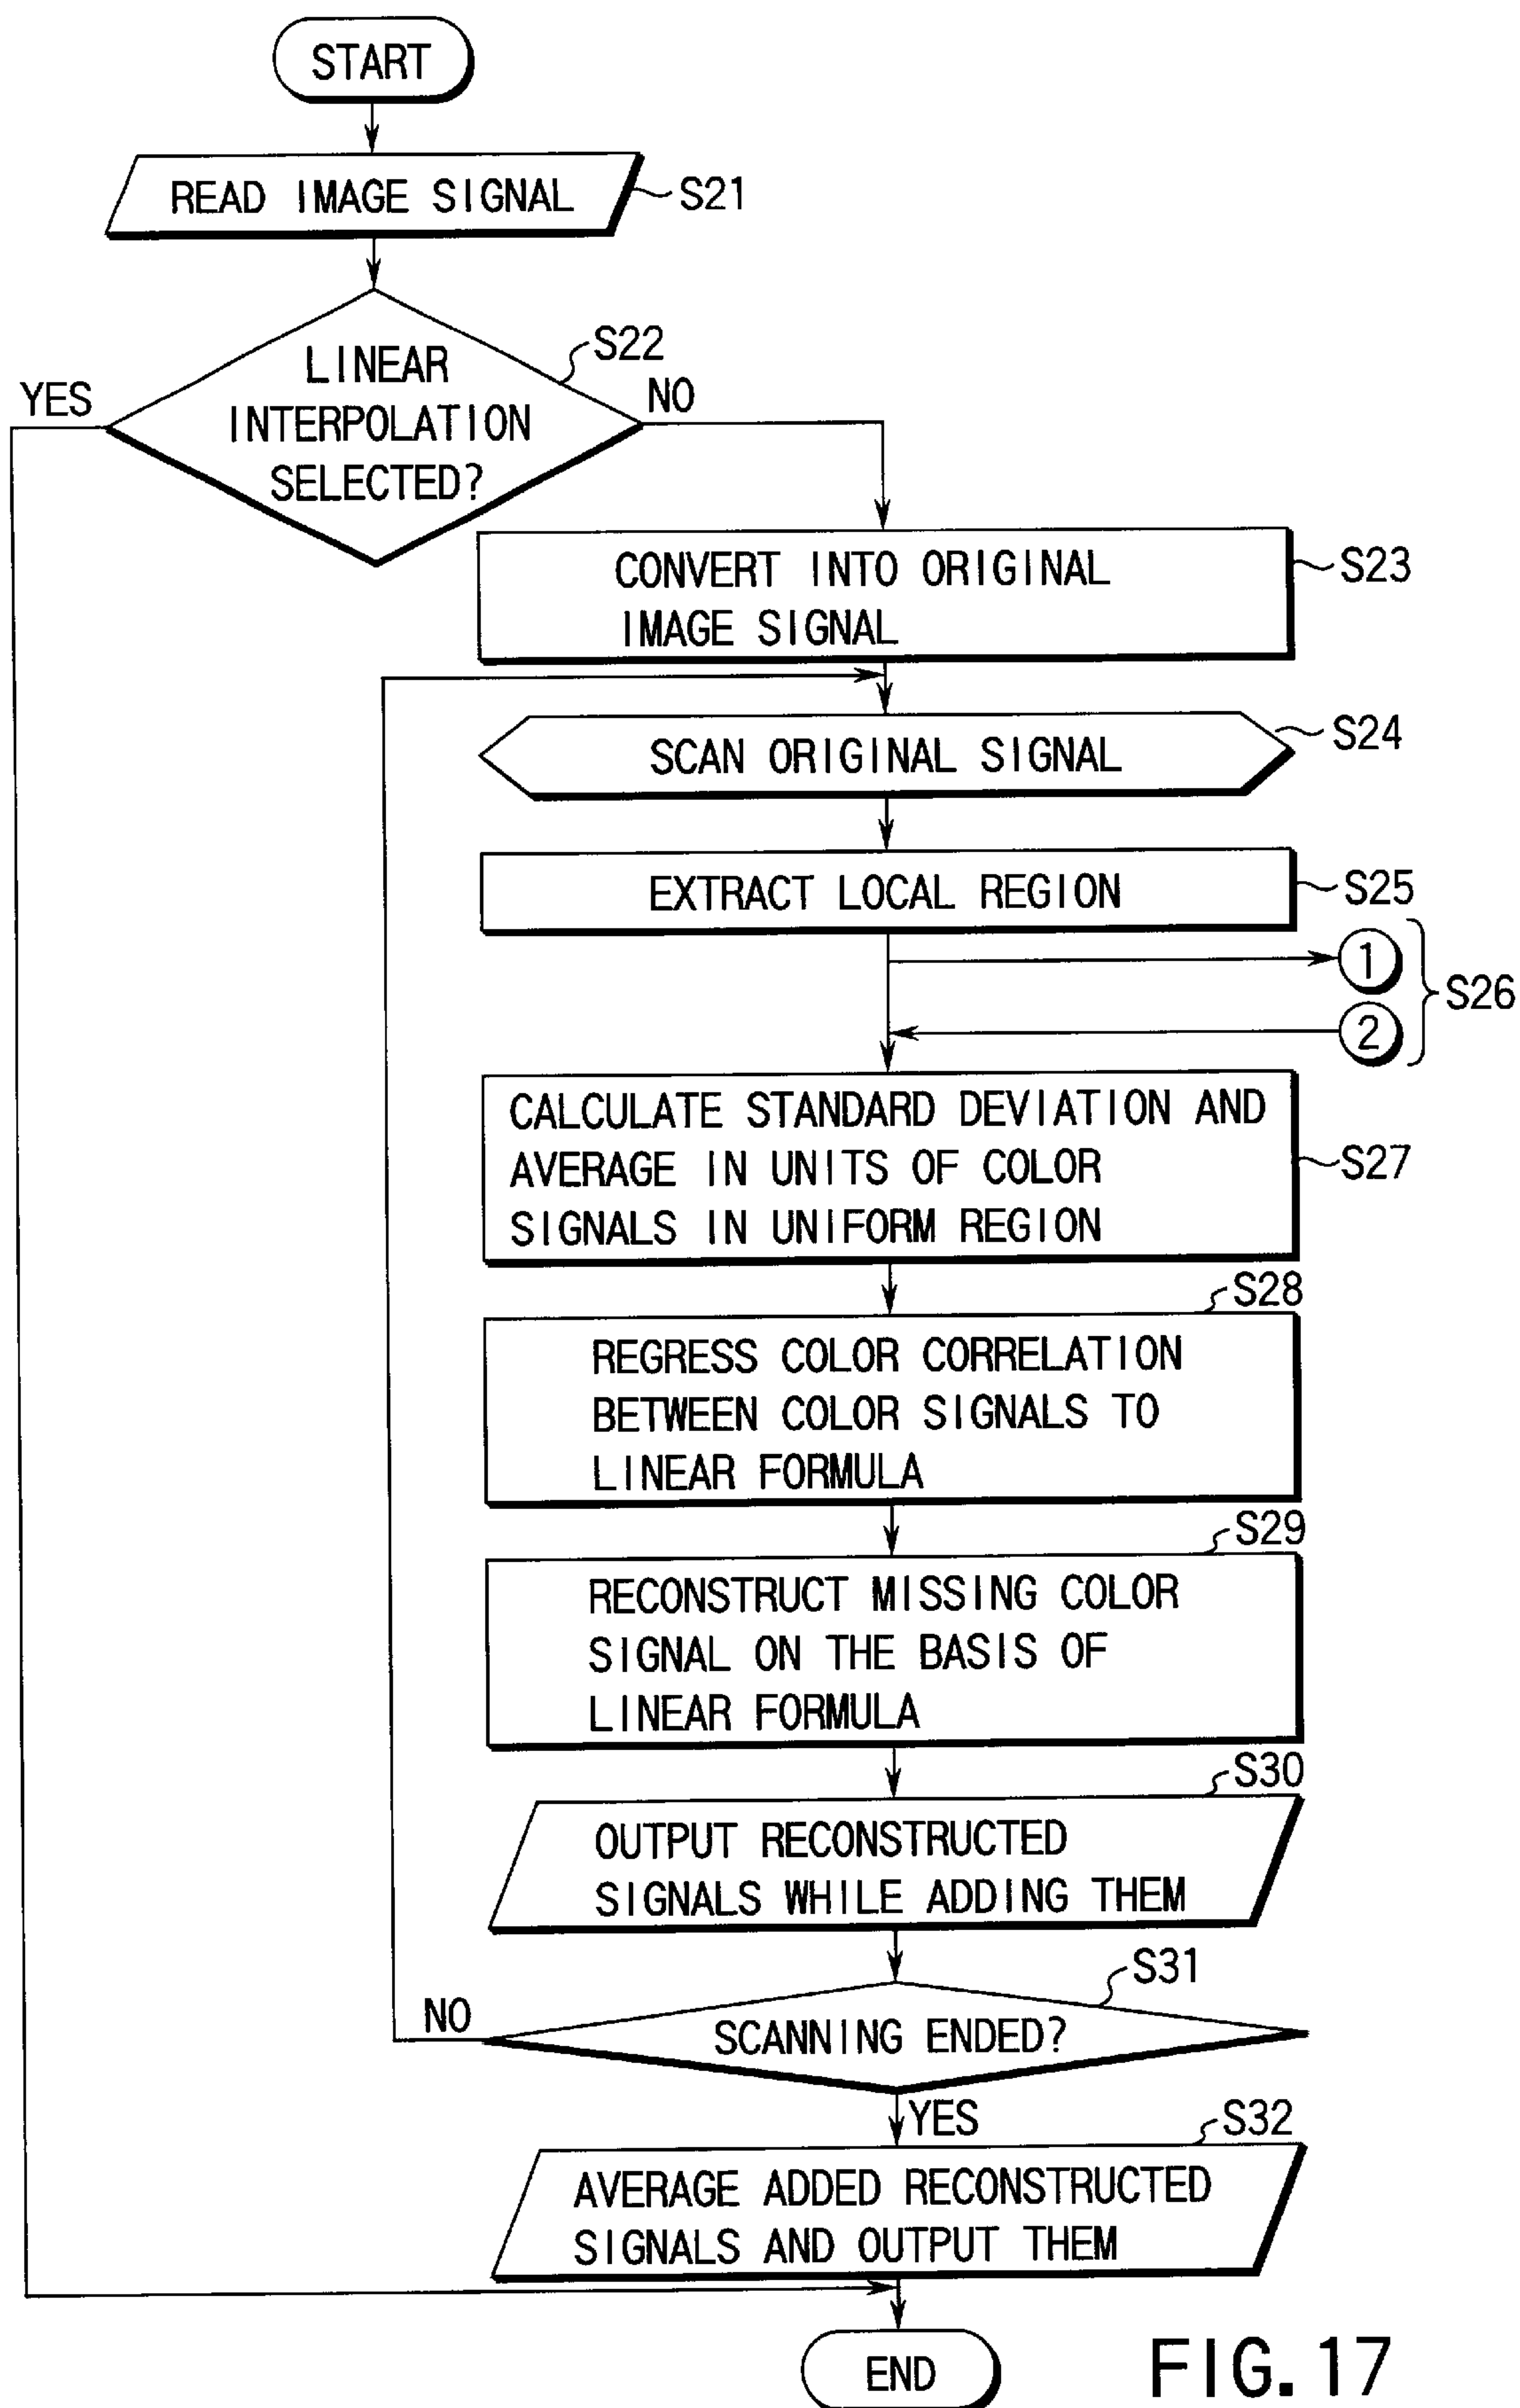 START
READ IMAGE SIGNAL
S21
LINEAR
INTERPOLATION
SELECTED?
S22
YES
NO
CONVERT INTO ORIGINAL
IMAGE SIGNAL
S23
SCAN ORIGINAL SIGNAL
S24
EXTRACT LOCAL REGION
S25
1
2
S26
CALCULATE STANDARD DEVIATION AND
AVERAGE IN UNITS OF COLOR
SIGNALS IN UNIFORM REGION
S27
S28
REGRESS COLOR CORRELATION
BETWEEN COLOR SIGNALS TO
LINEAR FORMULA
S29
RECONSTRUCT MISSING COLOR
SIGNAL ON THE BASIS OF
LINEAR FORMULA
S30
OUTPUT RECONSTRUCTED
SIGNALS WHILE ADDING THEM
S31
NO
SCANNING ENDED?
YES
S32
AVERAGE ADDED RECONSTRUCTED
SIGNALS AND OUTPUT THEM
END
FIG. 17